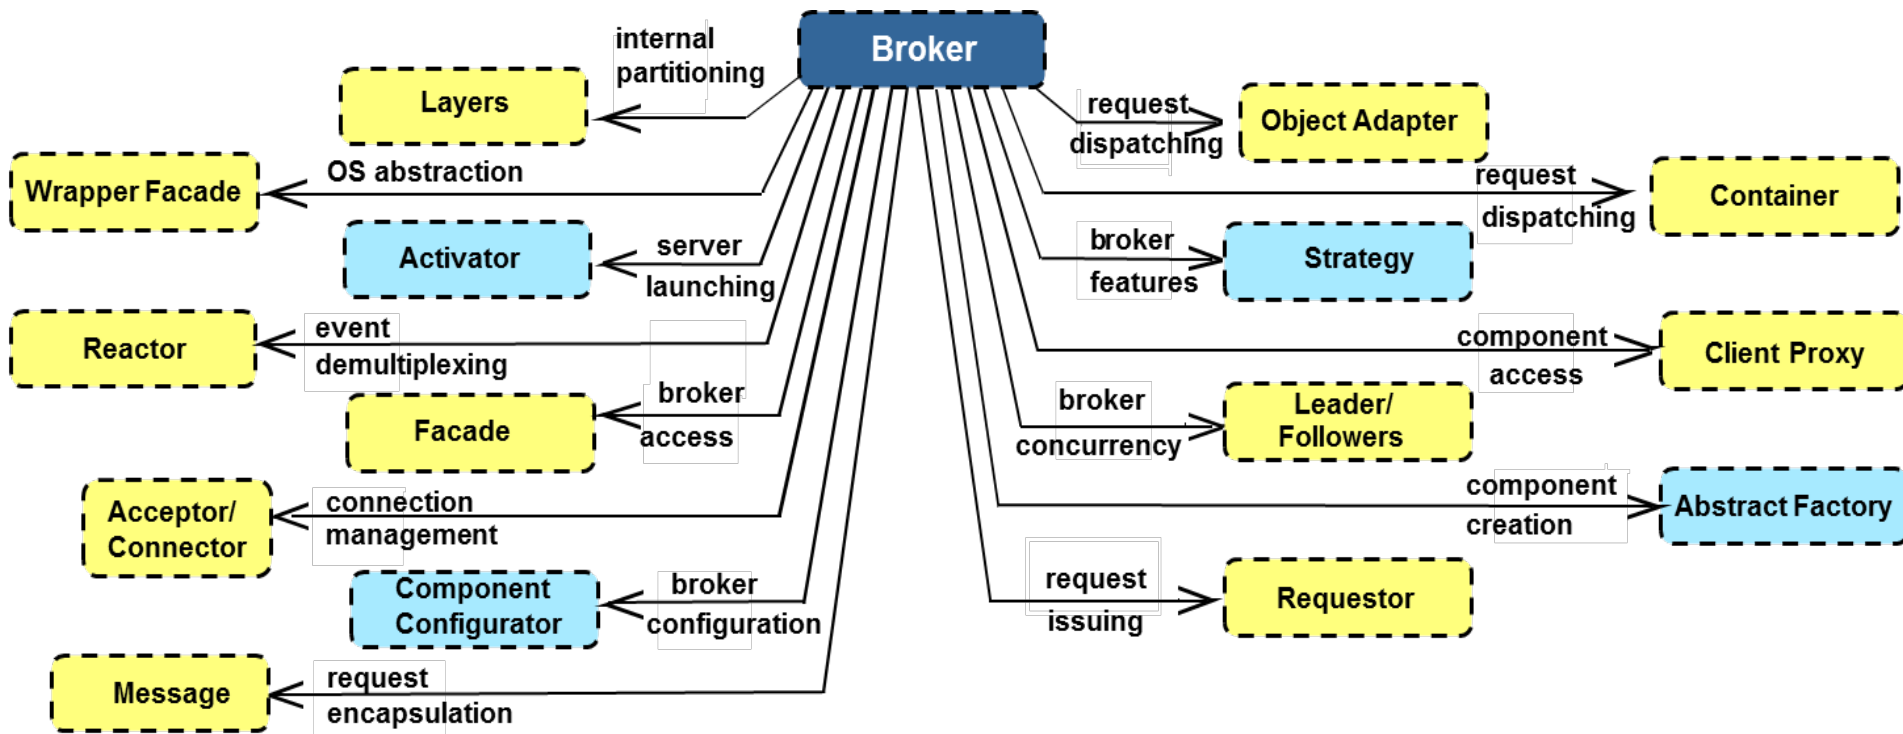 Broker
internal
partitioning
Layers
OS abstraction
Wrapper Facade
server
launching
Activator
event
demultiplexing
Reactor
broker
access
Facade
connection
management
Acceptor/
Connector
broker
configuration
Component
Configurator
request
encapsulation
Message
request
dispatching
Object Adapter
request
dispatching
Container
broker
features
Strategy
component
access
Client Proxy
broker
concurrency
Leader/
Followers
component
creation
Abstract Factory
request
issuing
Requestor